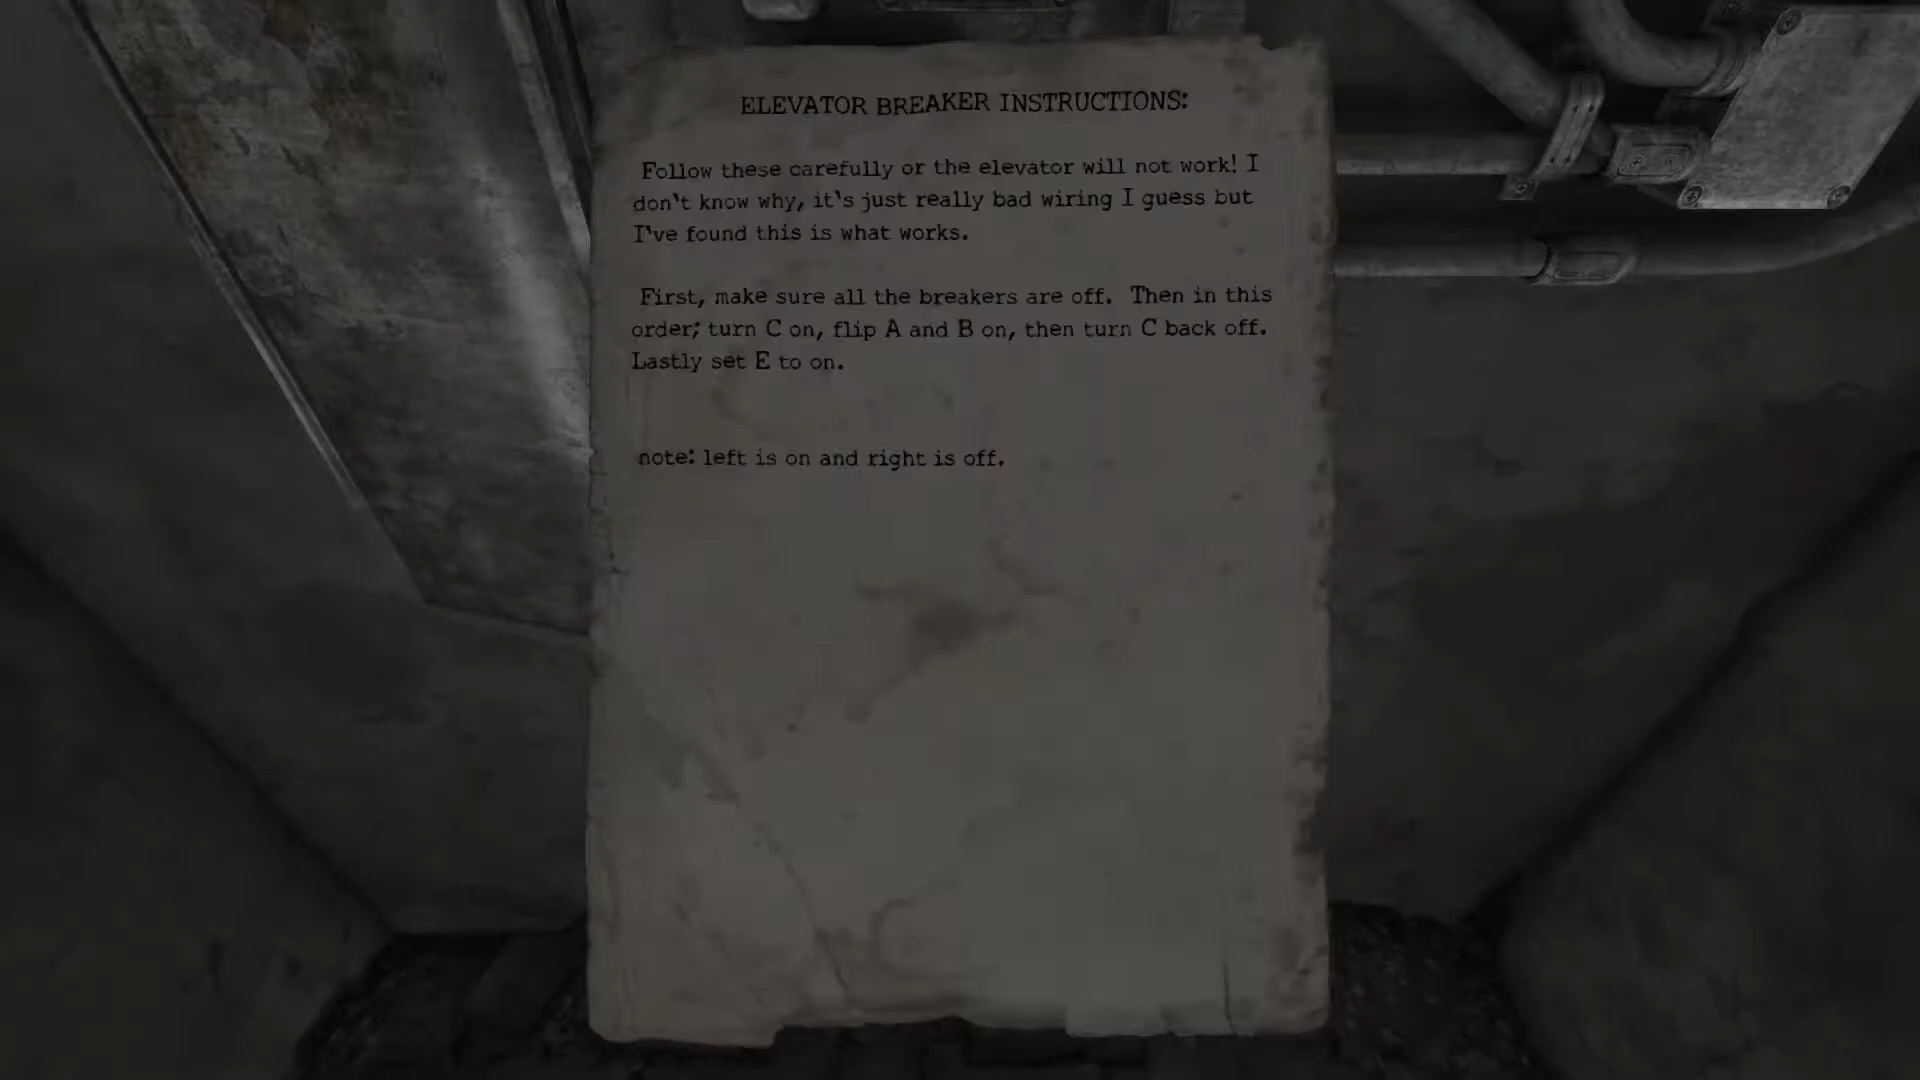 ELEVATOR BREAKER INSTRUCTIONS:
Follow these carefully or the elevator will not work! I
don't know why, it's just really bad wiring I guess but
I've found this is what works.
First, make sure all the breakers are off. Then in this
order; turn C on, flip A and B on, then turn C back off.
Lastly set E to on.
note: left is on and right is off.